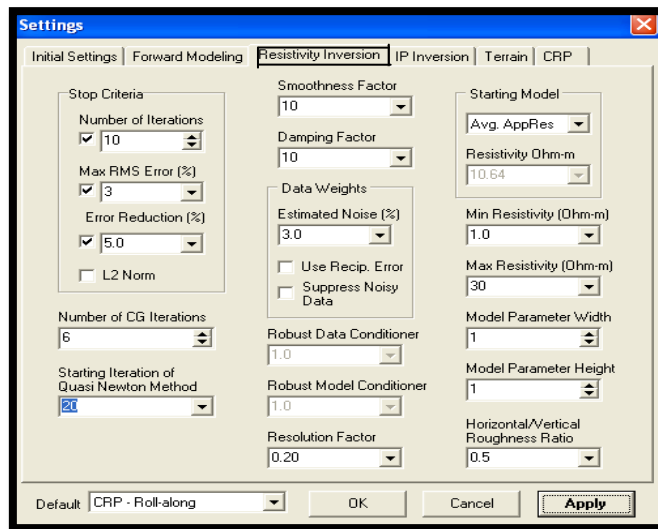 Settings
Initial Settings
Forward Modeling
Resistivity Inversion
IP Inversion
Terrain
CRP
Stop Criteria
Number of Iterations
10
Max RMS Error (%)
3
Error Reduction (%)
5.0
L2 Norm
Number of CG Iterations
6
Starting Iteration of
Quasi Newton Method
20
Smoothness Factor
10
Damping Factor
10
Data Weights
Estimated Noise (%)
3.0
Use Recip. Error
Suppress Noisy
Data
Robust Data Conditioner
1.0
Robust Model Conditioner
1.0
Resolution Factor
0.20
Starting Model
Avg. AppRes
Resistivity Ohm-m
10.64
Min Resistivity (Ohm-m)
1.0
Max Resistivity (Ohm-m)
30
Model Parameter Width
1
Model Parameter Height
1
Horizontal/Vertical
Roughness Ratio
0.5
Default
CRP - Roll-along
OK
Cancel
Apply